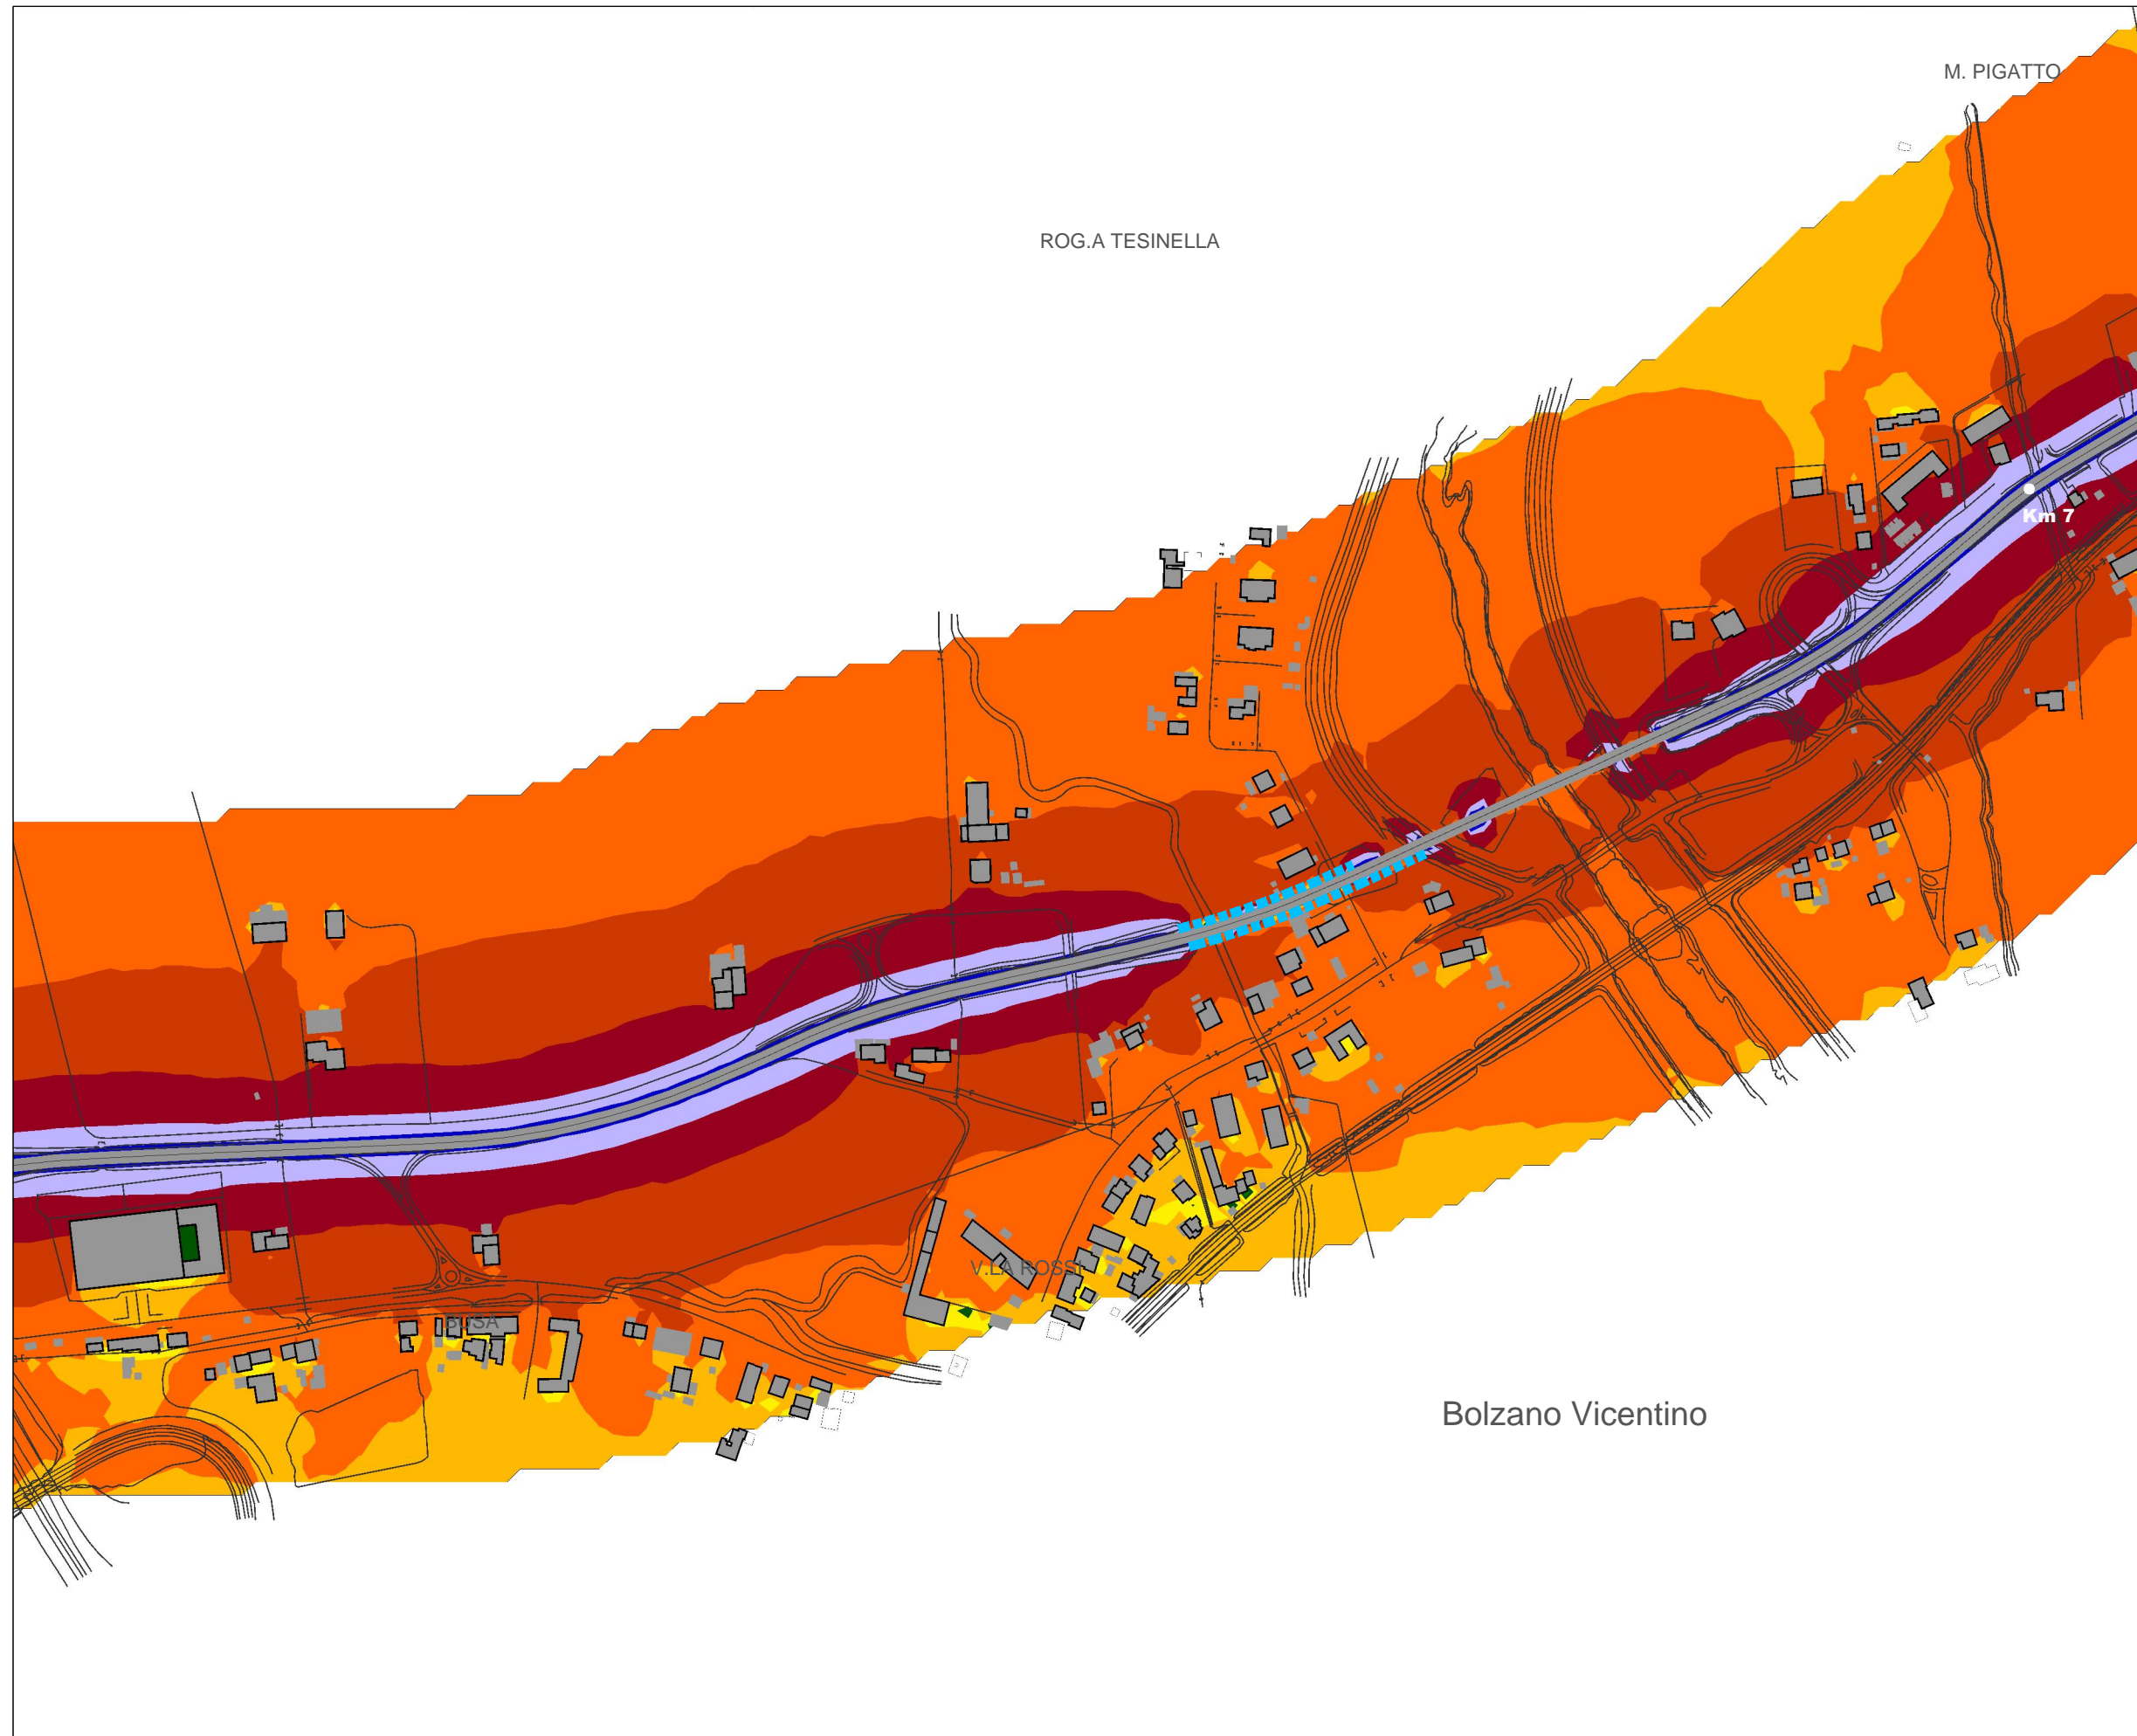 M. PIGATTO
ROG.A TESINELLA
Km 7
V.LA ROSSI
BUSA
Bolzano Vicentino